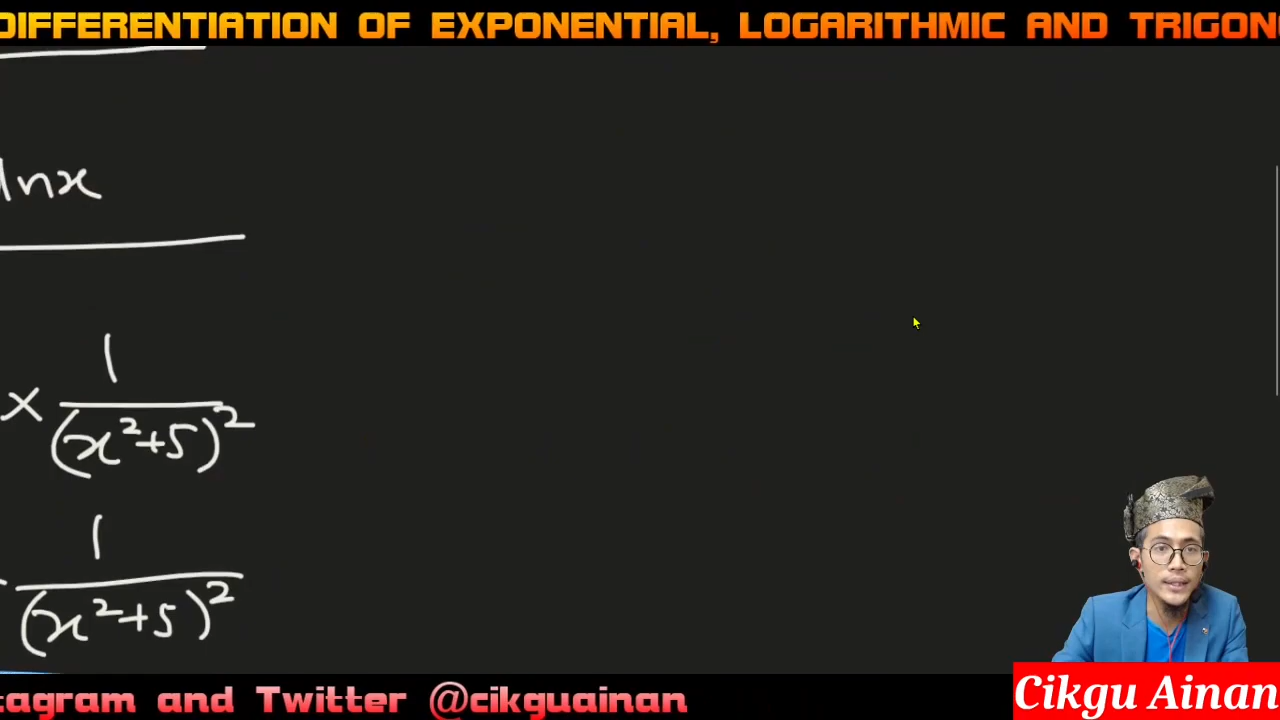 DIFFERENTIATION OF EXPONENTIAL, LOGARITHMIC AND TRIGON
lnx
× 1/(x²+5)²
1/(x²+5)²
tagram and Twitter @cikguainan
Cikgu Ainan